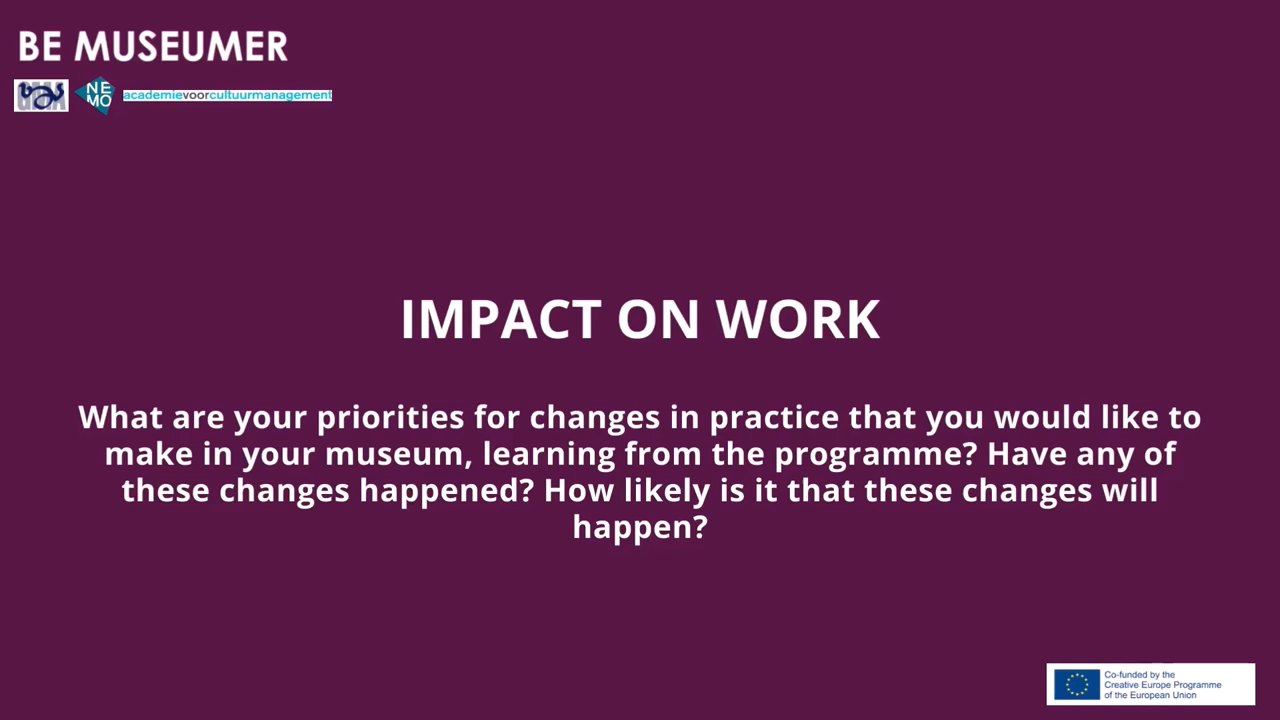 BE MUSEUMER
NE
MO
academievoorcultuurmanagement
IMPACT ON WORK
What are your priorities for changes in practice that you would like to
make in your museum, learning from the programme? Have any of
these changes happened? How likely is it that these changes will
happen?
Co-funded by the
Creative Europe Programme
of the European Union